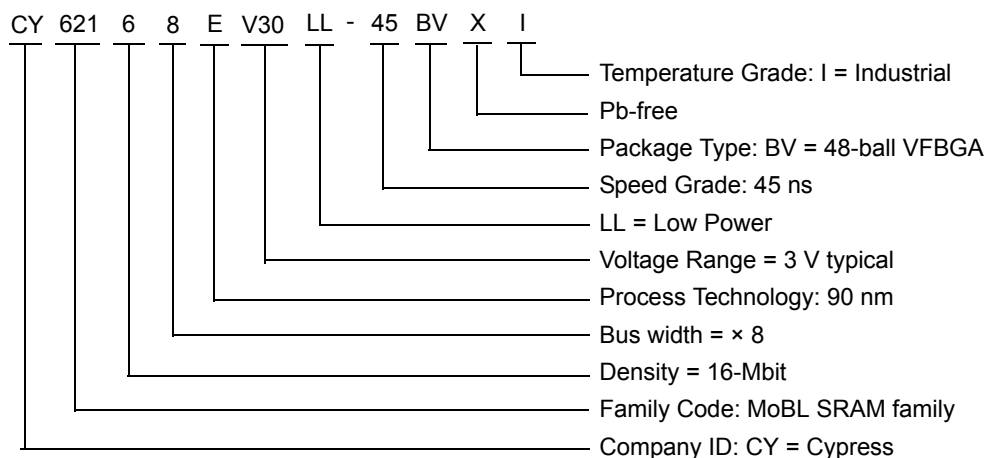 CY 621 6 8 E V30 LL - 45 BV X I
Temperature Grade: I = Industrial
Pb-free
Package Type: BV = 48-ball VFBGA
Speed Grade: 45 ns
LL = Low Power
Voltage Range = 3 V typical
Process Technology: 90 nm
Bus width = × 8
Density = 16-Mbit
Family Code: MoBL SRAM family
Company ID: CY = Cypress